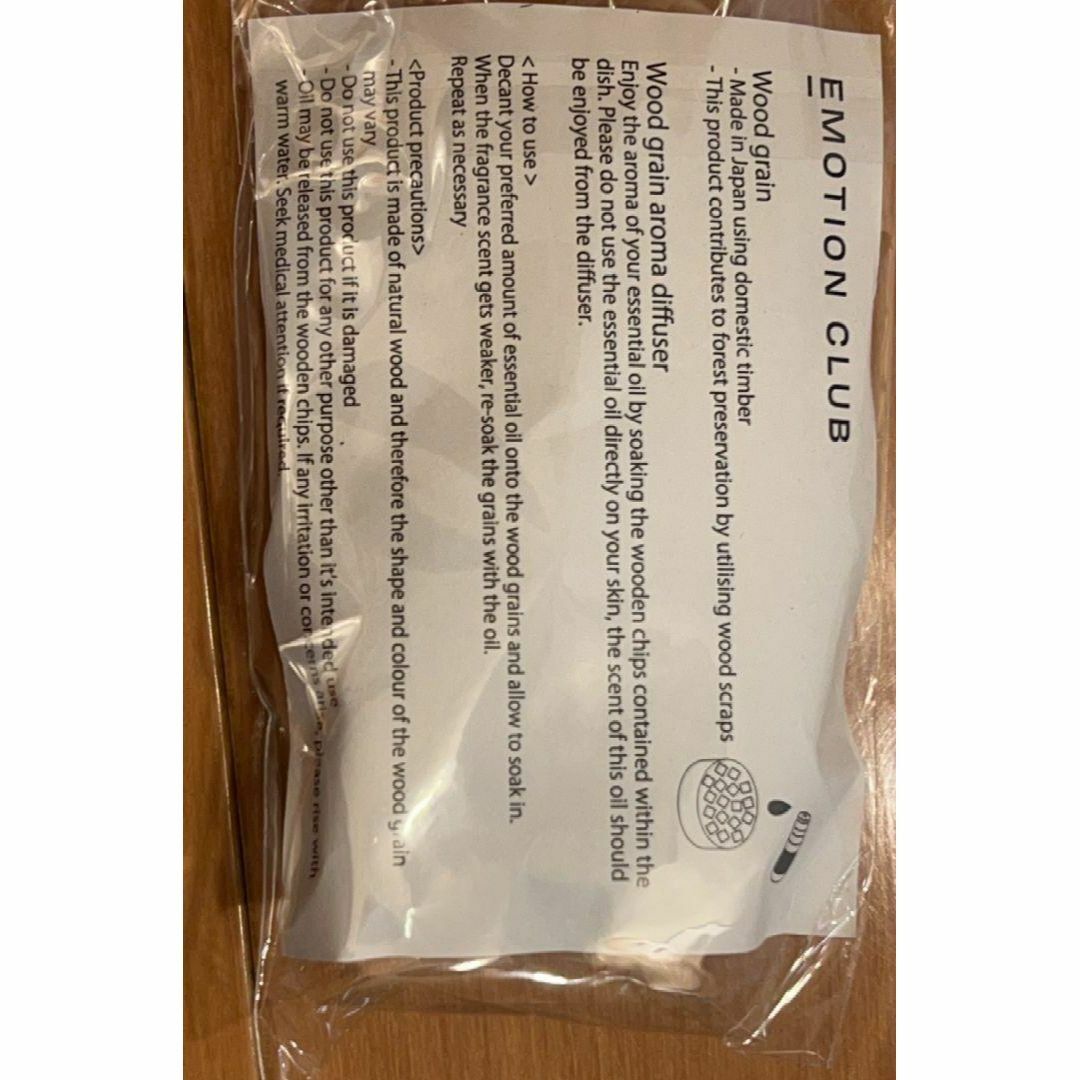 EMOTION CLUB
Wood grain
- Made in Japan using domestic timber
- This product contributes to forest preservation by utilising wood scraps
Wood grain aroma diffuser
Enjoy the aroma of your essential oil by soaking the wooden chips contained within the
dish. Please do not use the essential oil directly on your skin, the scent of this oil should
be enjoyed from the diffuser.
< How to use >
Decant your preferred amount of essential oil onto the wood grains and allow to soak in.
When the fragrance scent gets weaker, re-soak the grains with the oil.
Repeat as necessary
<Product precautions>
- This product is made of natural wood and therefore the shape and colour of the wood grain
may vary
- Do not use this product if it is damaged
- Do not use this product for any other purpose other than it's intended use
- Oil may be released from the wooden chips. If any irritation or concerns arise, please rise with
warm water. Seek medical attention if required.